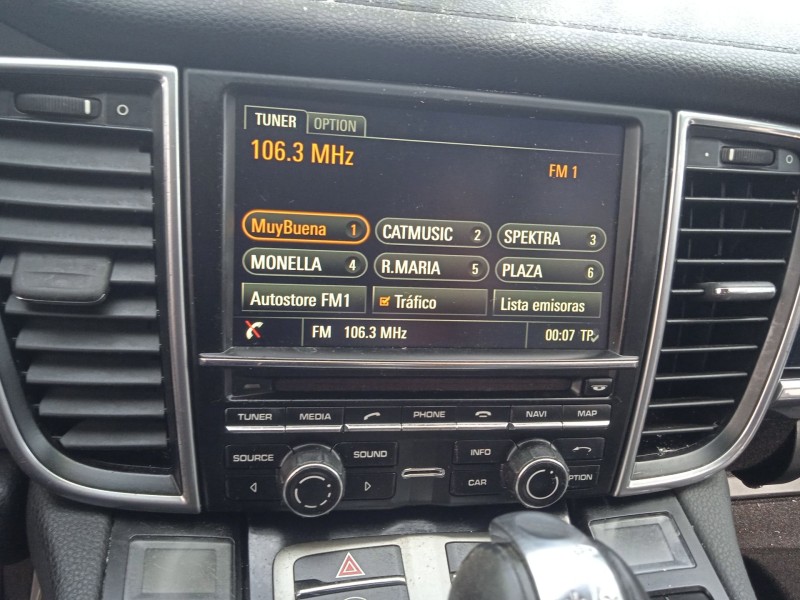 TUNER OPTION
106.3 MHz
FM 1
MuyBuena 1 CATMUSIC 2 SPEKTRA 3
MONELLA 4 R.MARIA 5 PLAZA 6
Autostore FM1 Tráfico Lista emisoras
FM 106.3 MHz 00:07 TP
TUNER MEDIA PHONE NAVI MAP
SOURCE SOUND INFO
CAR OPTION